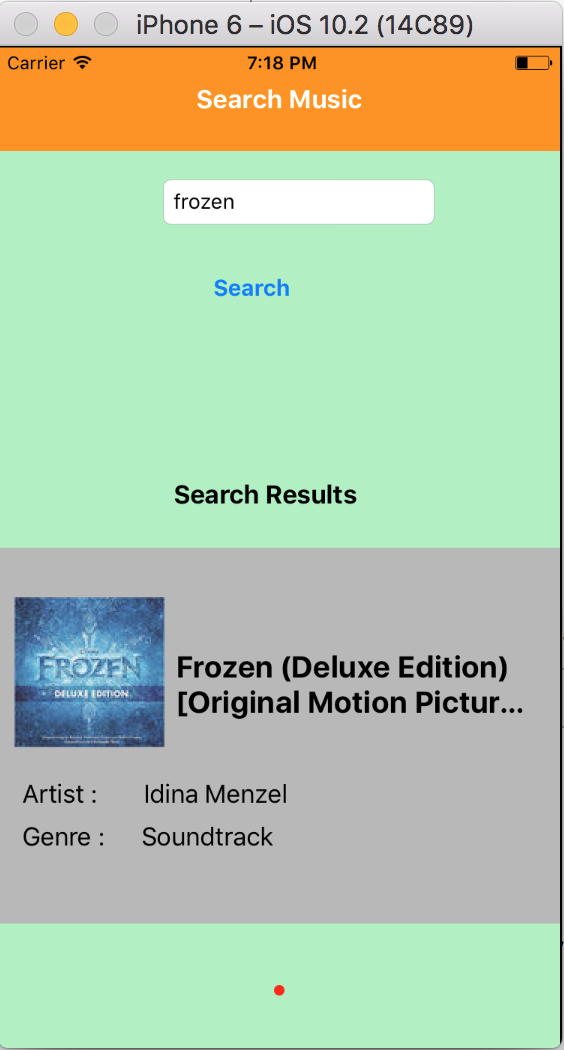 iPhone 6 – iOS 10.2 (14C89)
Carrier 7:18 PM
Search Music
frozen
Search
Search Results
FROZEN
DELUXE EDITION
Frozen (Deluxe Edition)
[Original Motion Pictur...
Artist : Idina Menzel
Genre : Soundtrack